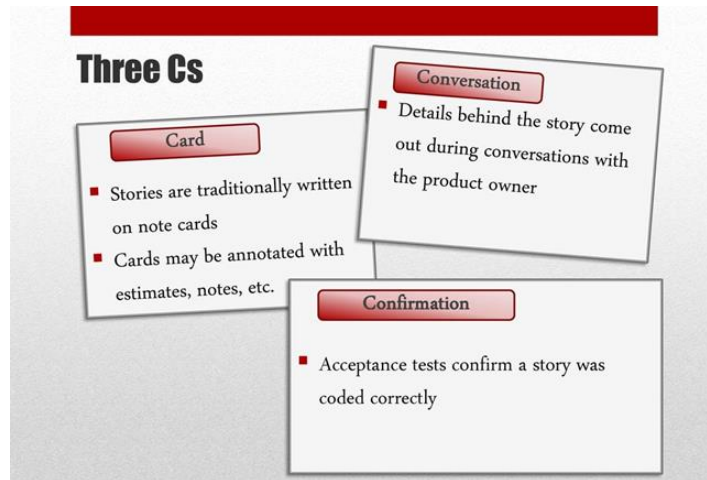 Three Cs
Card
■ Stories are traditionally written
on note cards
■ Cards may be annotated with
estimates, notes, etc.
Conversation
■ Details behind the story come
out during conversations with
the product owner
Confirmation
■ Acceptance tests confirm a story was
coded correctly